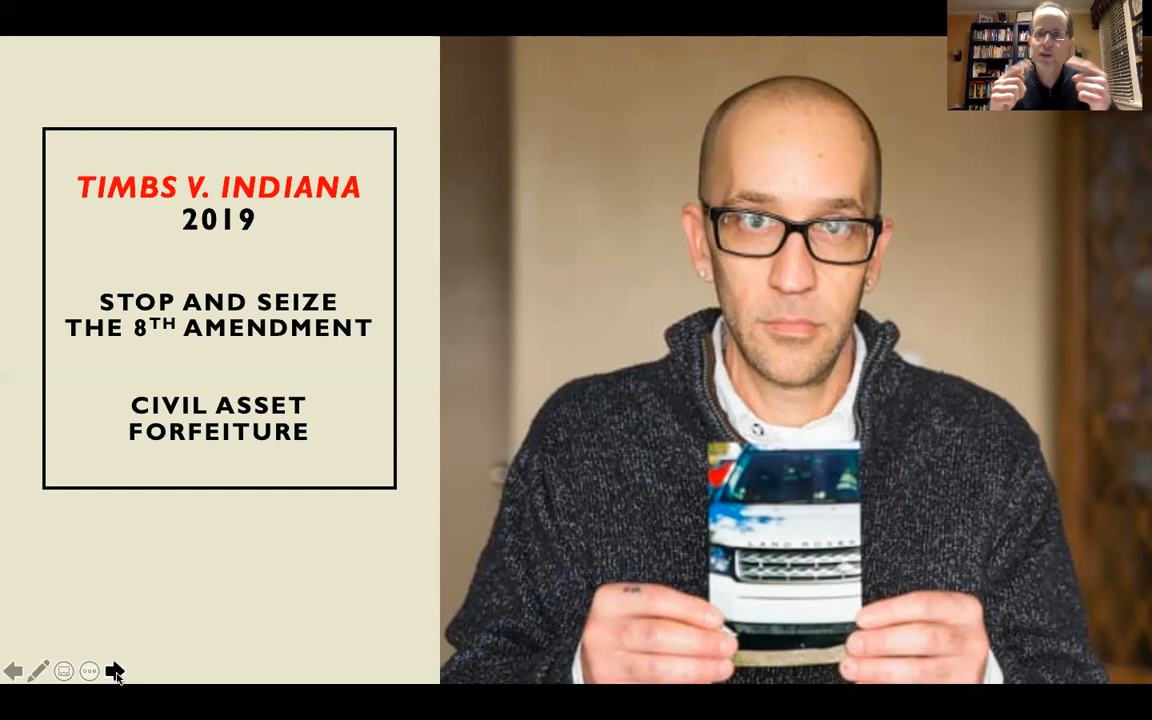 TIMBS V. INDIANA
2019
STOP AND SEIZE
THE 8TH AMENDMENT
CIVIL ASSET
FORFEITURE
LAND ROVER